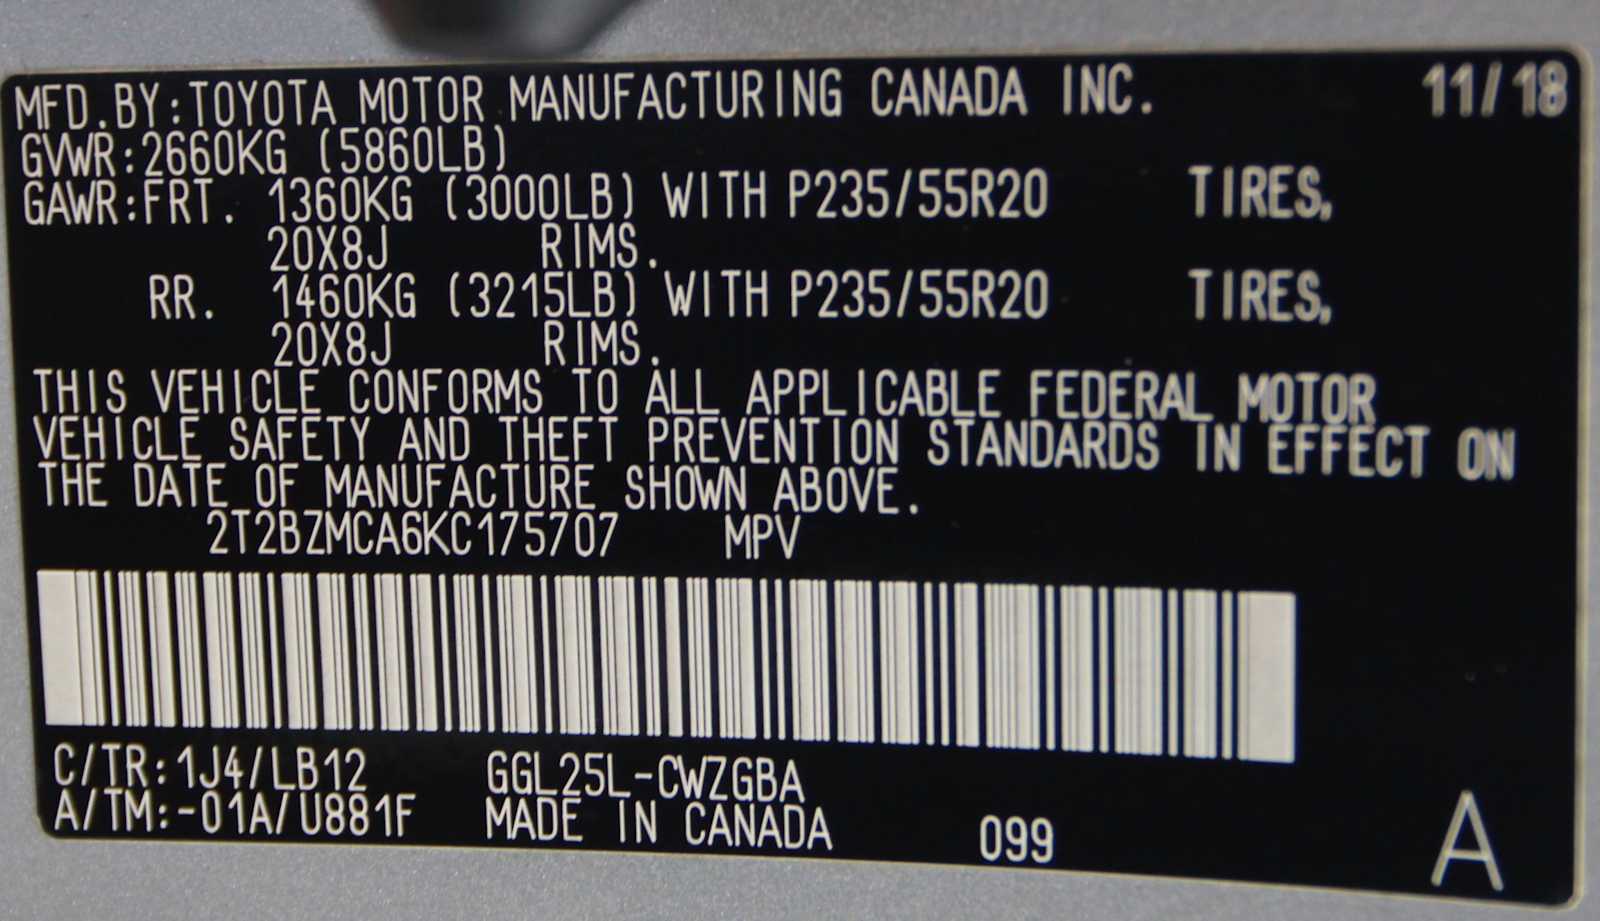 MFD.BY:TOYOTA MOTOR MANUFACTURING CANADA INC. 11/18
GVWR:2660KG (5860LB)
GAWR:FRT. 1360KG (3000LB) WITH P235/55R20 TIRES,
20X8J RIMS.
RR. 1460KG (3215LB) WITH P235/55R20 TIRES,
20X8J RIMS.
THIS VEHICLE CONFORMS TO ALL APPLICABLE FEDERAL MOTOR
VEHICLE SAFETY AND THEFT PREVENTION STANDARDS IN EFFECT ON
THE DATE OF MANUFACTURE SHOWN ABOVE.
2T2BZMCA6KC175707 MPV
C/TR:1J4/LB12 GGL25L-CWZGBA
A/TM:-01A/U881F MADE IN CANADA 099 A